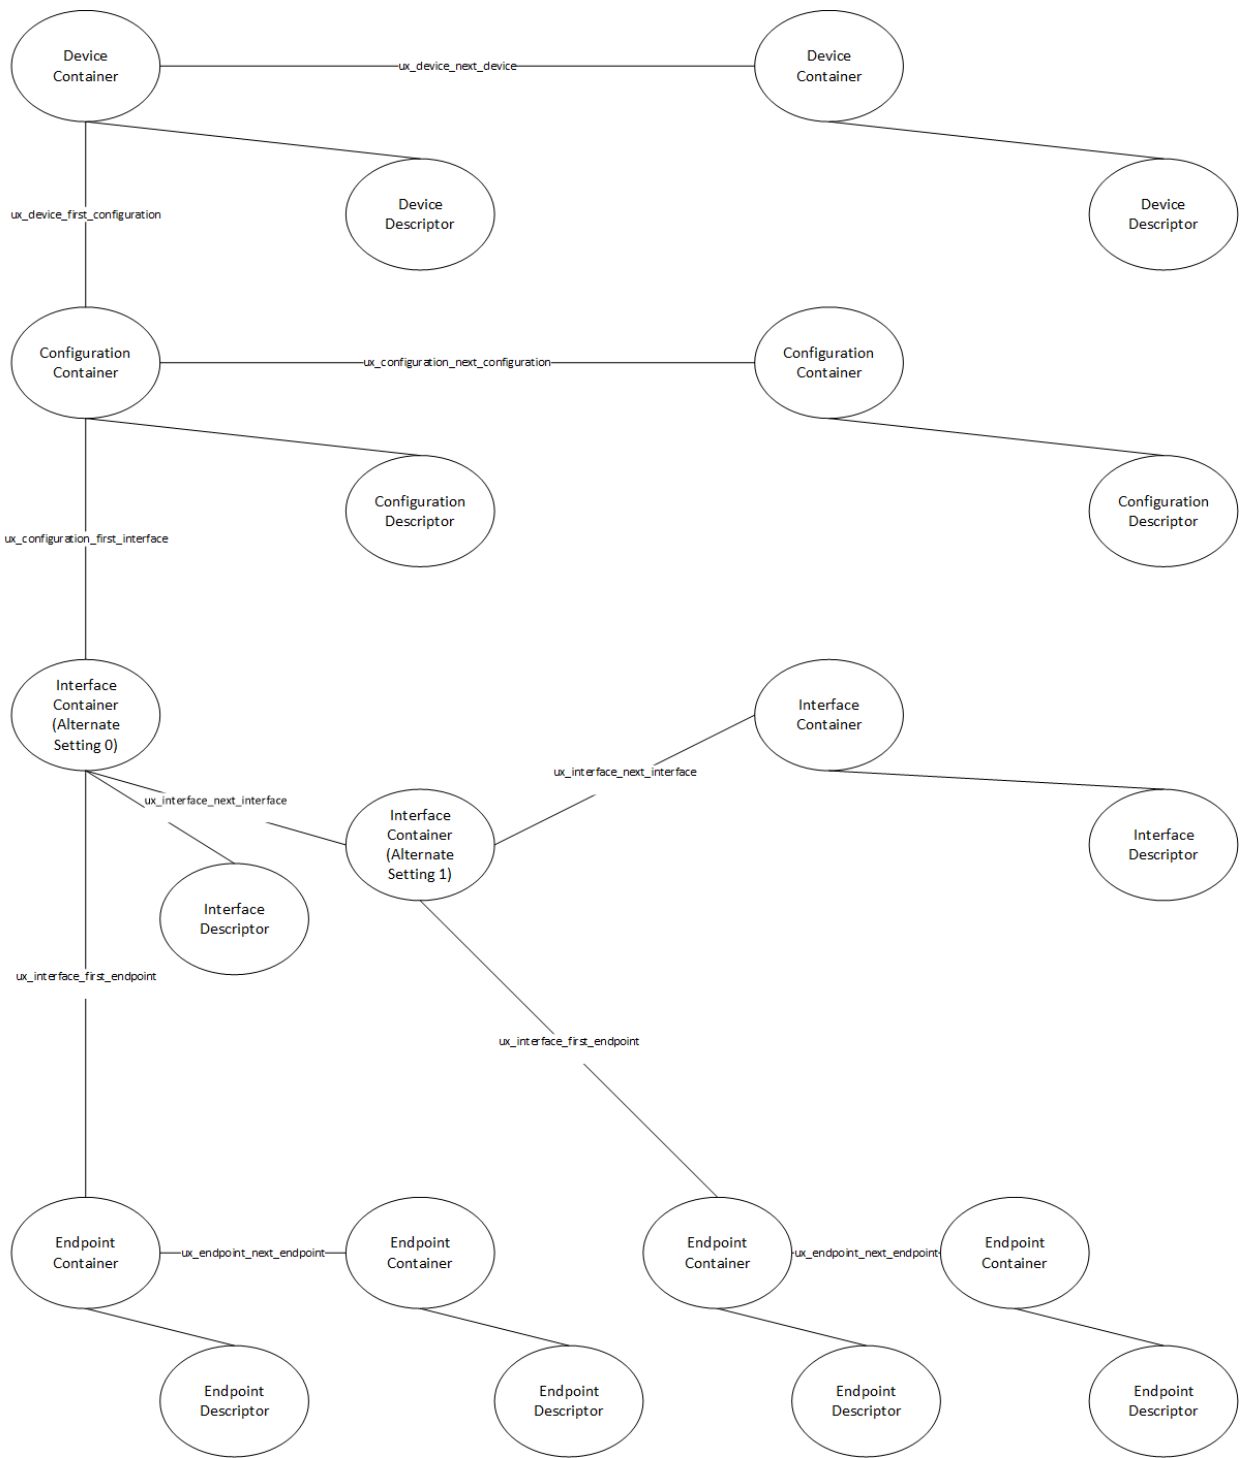 Device
Container
ux_device_next_device
Device
Container
Device
Descriptor
Device
Descriptor
ux_device_first_configuration
Configuration
Container
ux_configuration_next_configuration
Configuration
Container
Configuration
Descriptor
Configuration
Descriptor
ux_configuration_first_interface
Interface
Container
(Alternate
Setting 0)
Interface
Container
ux_interface_next_interface
ux_interface_next_interface
Interface
Container
(Alternate
Setting 1)
Interface
Descriptor
Interface
Descriptor
ux_interface_first_endpoint
ux_interface_first_endpoint
Endpoint
Container
ux_endpoint_next_endpoint
Endpoint
Container
Endpoint
Container
ux_endpoint_next_endpoint
Endpoint
Container
Endpoint
Descriptor
Endpoint
Descriptor
Endpoint
Descriptor
Endpoint
Descriptor